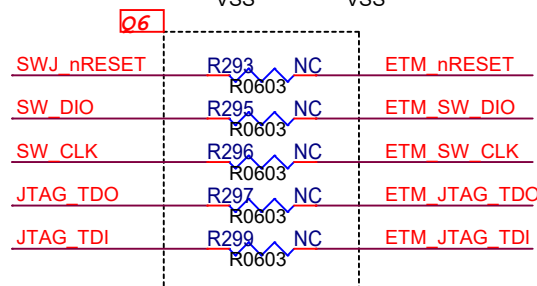 VSS VSS
Q6
SWJ_nRESET R293 NC ETM_nRESET
R0603
SW_DIO R295 NC ETM_SW_DIO
R0603
SW_CLK R296 NC ETM_SW_CLK
R0603
JTAG_TDO R297 NC ETM_JTAG_TDO
R0603
JTAG_TDI R299 NC ETM_JTAG_TDI
R0603